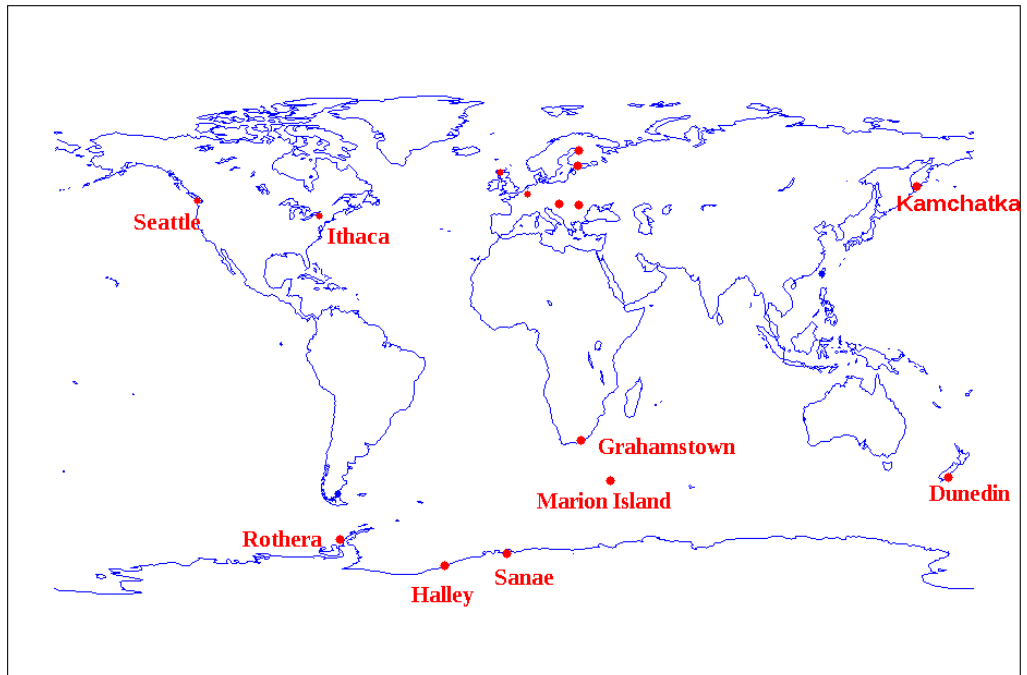 Kamchatka
Seattle
Ithaca
Grahamstown
Marion Island
Dunedin
Rothera
Sanae
Halley